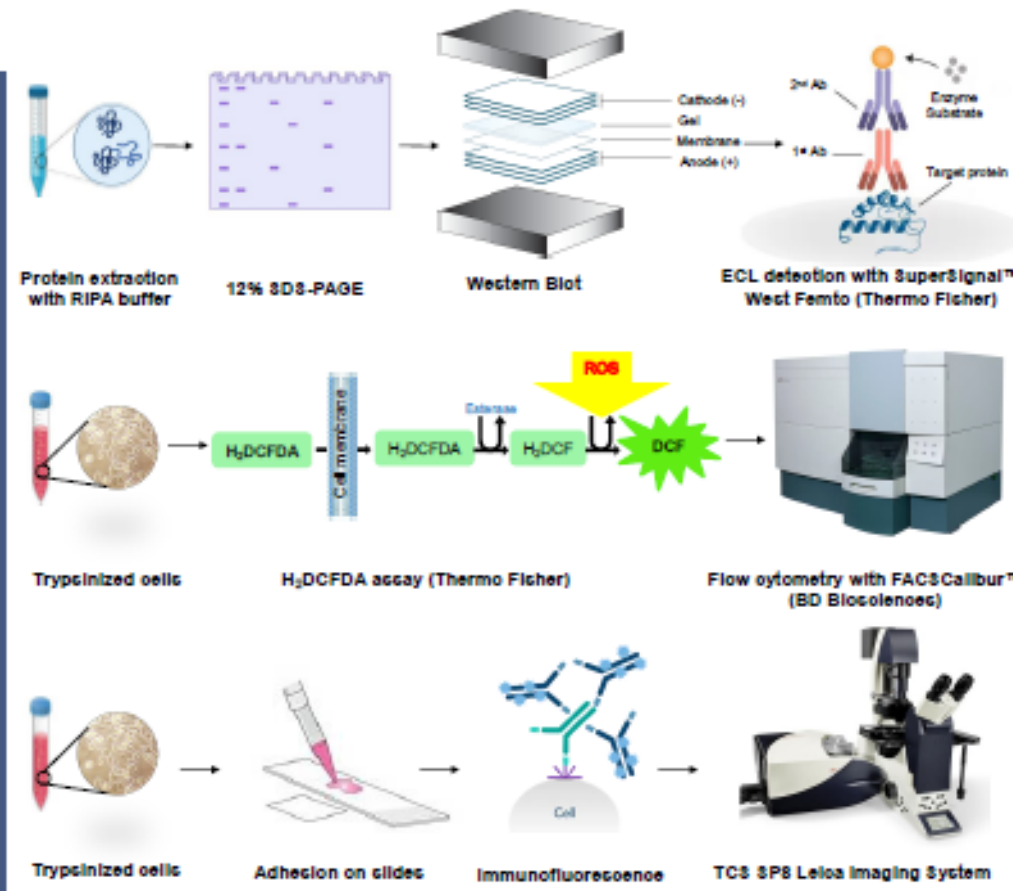 Cathode (-)
Gel
Membrane
Anode (+)
2nd Ab
1st Ab
Enzyme
Substrate
Target protein
Protein extraction
with RIPA buffer
12% SDS-PAGE
Western Blot
ECL detection with SuperSignal™
West Femto (Thermo Fisher)
H₂DCFDA
Cell membrane
H₂DCFDA
Esterase
H₂DCF
ROS
DCF
Trypsinized cells
H₂DCFDA assay (Thermo Fisher)
Flow cytometry with FACSCalibur™
(BD Biosciences)
Cell
Trypsinized cells
Adhesion on slides
Immunofluorescence
TCS SP8 Leica Imaging System